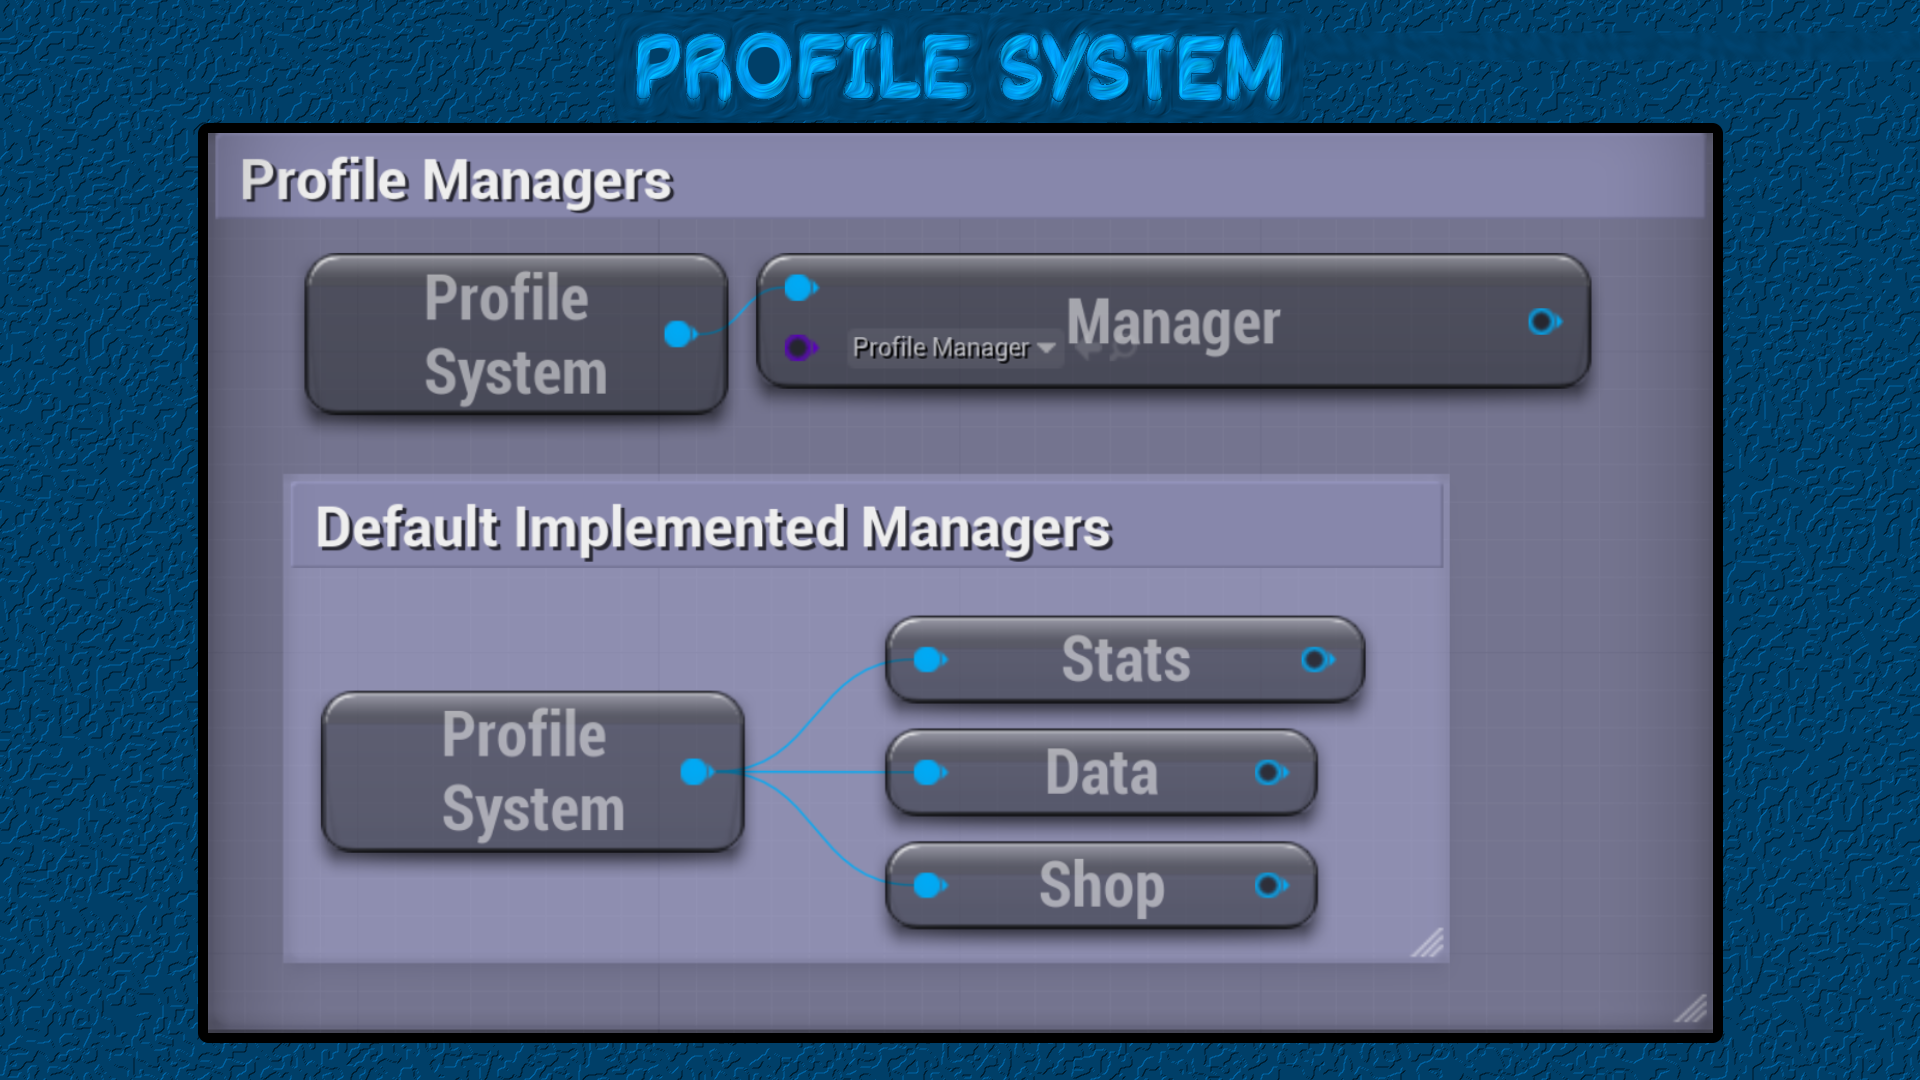 PROFILE SYSTEM
Profile Managers
Profile
System
Manager
Profile Manager
Default Implemented Managers
Profile
System
Stats
Data
Shop